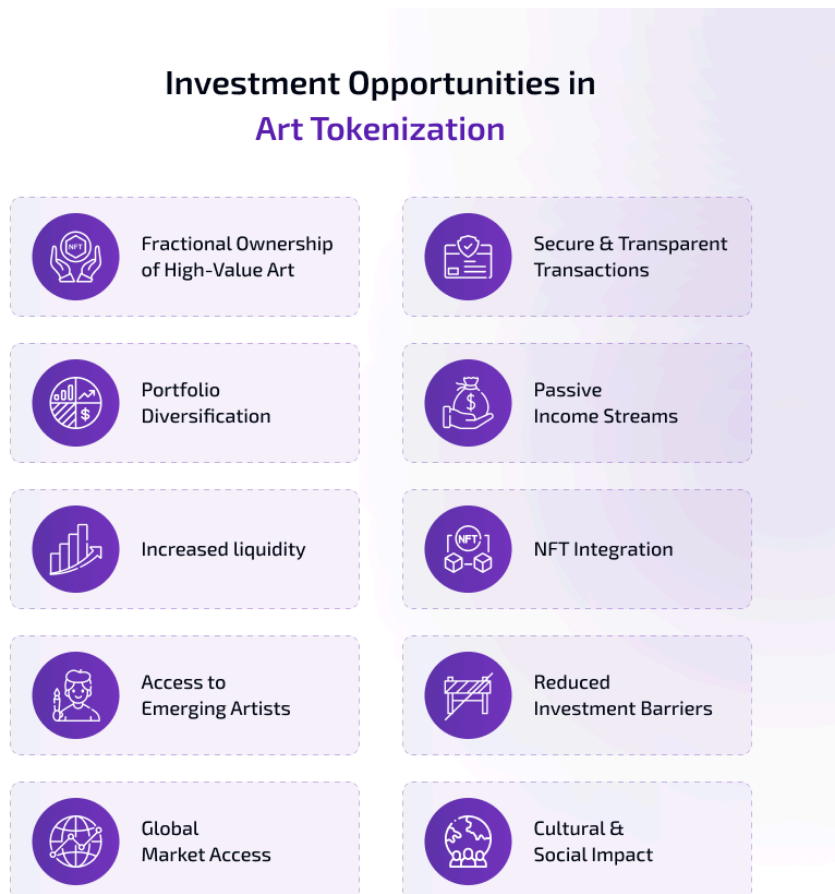 Investment Opportunities in
Art Tokenization
NFT
Fractional Ownership
of High-Value Art
Secure & Transparent
Transactions
Portfolio
Diversification
$
Passive
Income Streams
$
Increased liquidity
NFT
NFT Integration
Access to
Emerging Artists
Reduced
Investment Barriers
Global
Market Access
Cultural &
Social Impact